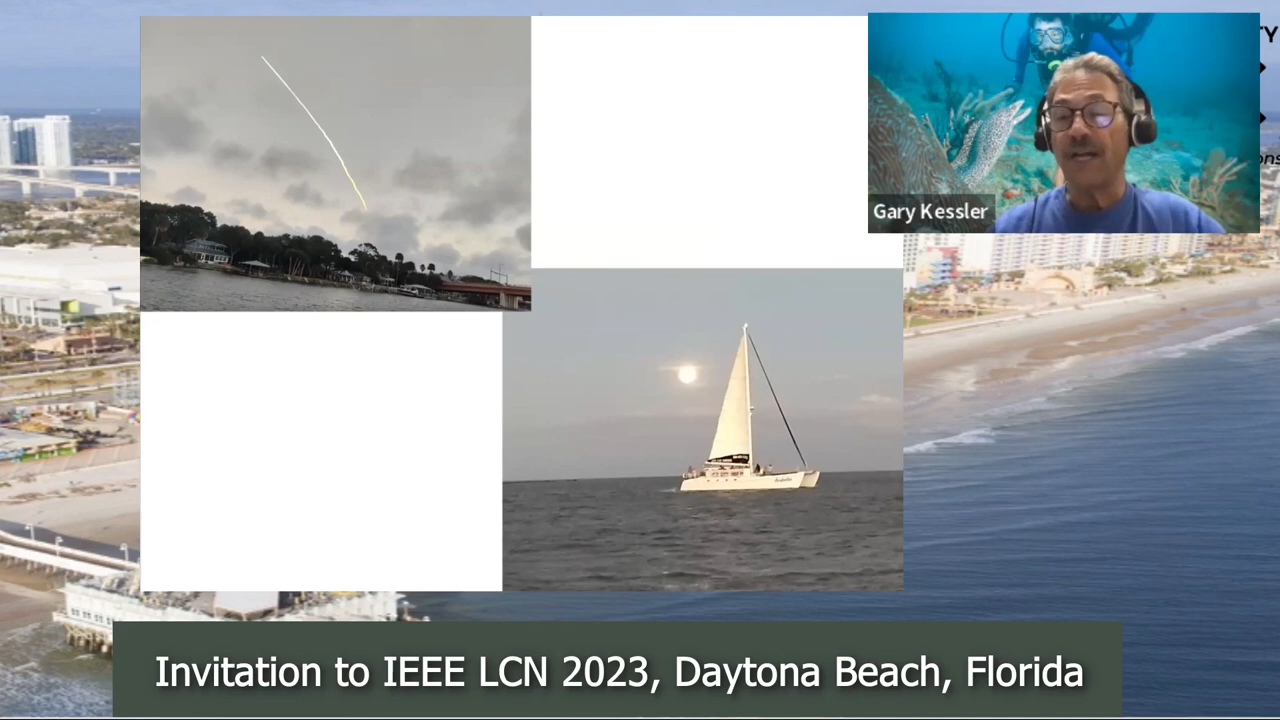 Gary Kessler
Invitation to IEEE LCN 2023, Daytona Beach, Florida